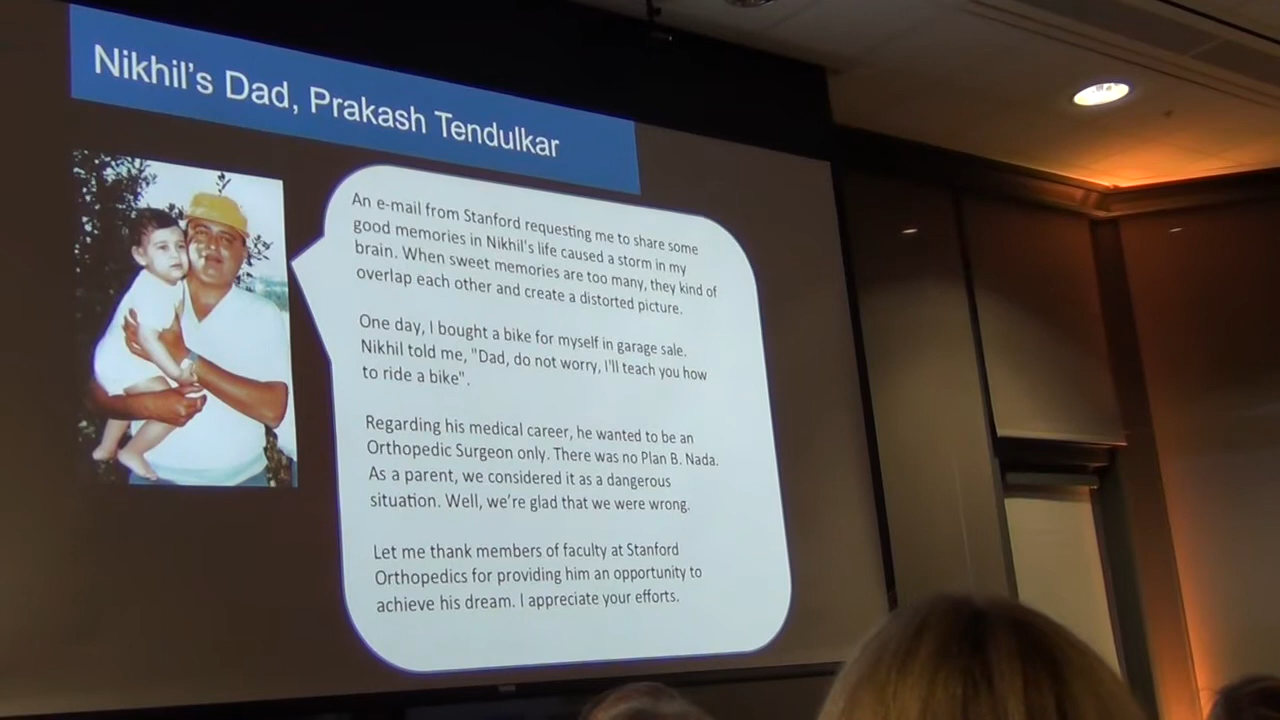 Nikhil's Dad, Prakash Tendulkar
An e-mail from Stanford requesting me to share some
good memories in Nikhil's life caused a storm in my
brain. When sweet memories are too many, they kind of
overlap each other and create a distorted picture.
One day, I bought a bike for myself in garage sale.
Nikhil told me, "Dad, do not worry, I'll teach you how
to ride a bike".
Regarding his medical career, he wanted to be an
Orthopedic Surgeon only. There was no Plan B. Nada.
As a parent, we considered it as a dangerous
situation. Well, we're glad that we were wrong.
Let me thank members of faculty at Stanford
Orthopedics for providing him an opportunity to
achieve his dream. I appreciate your efforts.